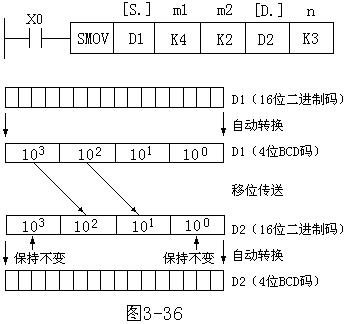 [S.] m1 m2 [D.] n
X0
SMOV D1 K4 K2 D2 K3
D1(16位二进制码)
自动转换
10³ 10² 10¹ 10⁰ D1(4位BCD码)
移位传送
10³ 10² 10¹ 10⁰ D2(16位二进制码)
保持不变 保持不变 自动转换
D2(4位BCD码)
图3-36